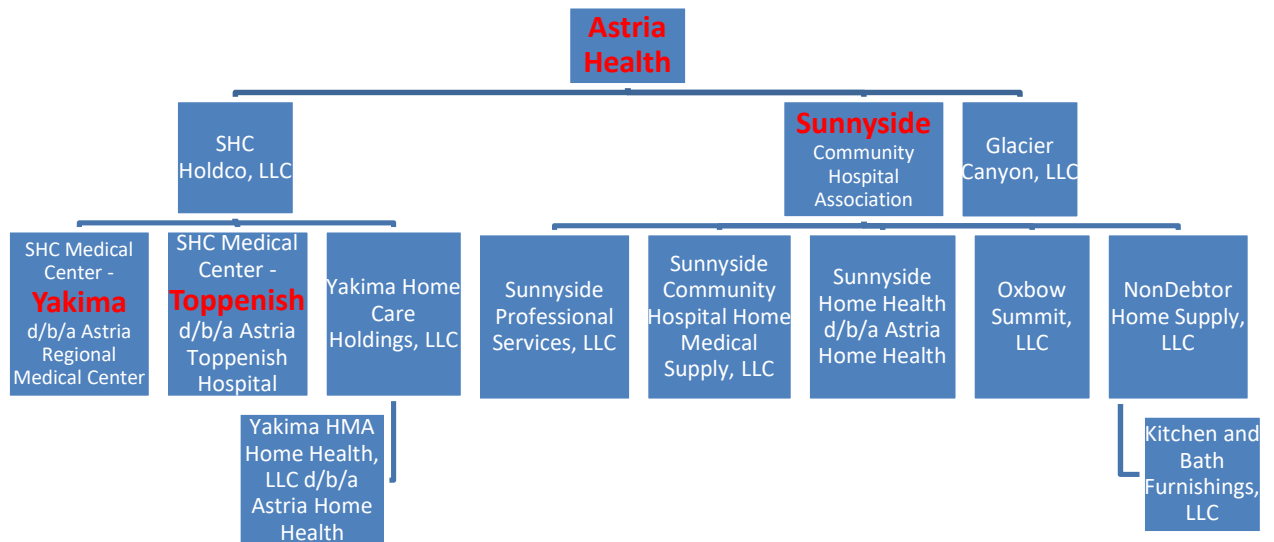 Astria
Health
SHC
Holdco, LLC
Sunnyside
Community
Hospital
Association
Glacier
Canyon, LLC
SHC Medical
Center -
Yakima
d/b/a Astria
Regional
Medical Center
SHC Medical
Center -
Toppenish
d/b/a Astria
Toppenish
Hospital
Yakima Home
Care
Holdings, LLC
Sunnyside
Professional
Services, LLC
Sunnyside
Community
Hospital Home
Medical
Supply, LLC
Sunnyside
Home Health
d/b/a Astria
Home Health
Oxbow
Summit,
LLC
NonDebtor
Home Supply,
LLC
Yakima HMA
Home Health,
LLC d/b/a
Astria Home
Health
Kitchen and
Bath
Furnishings,
LLC